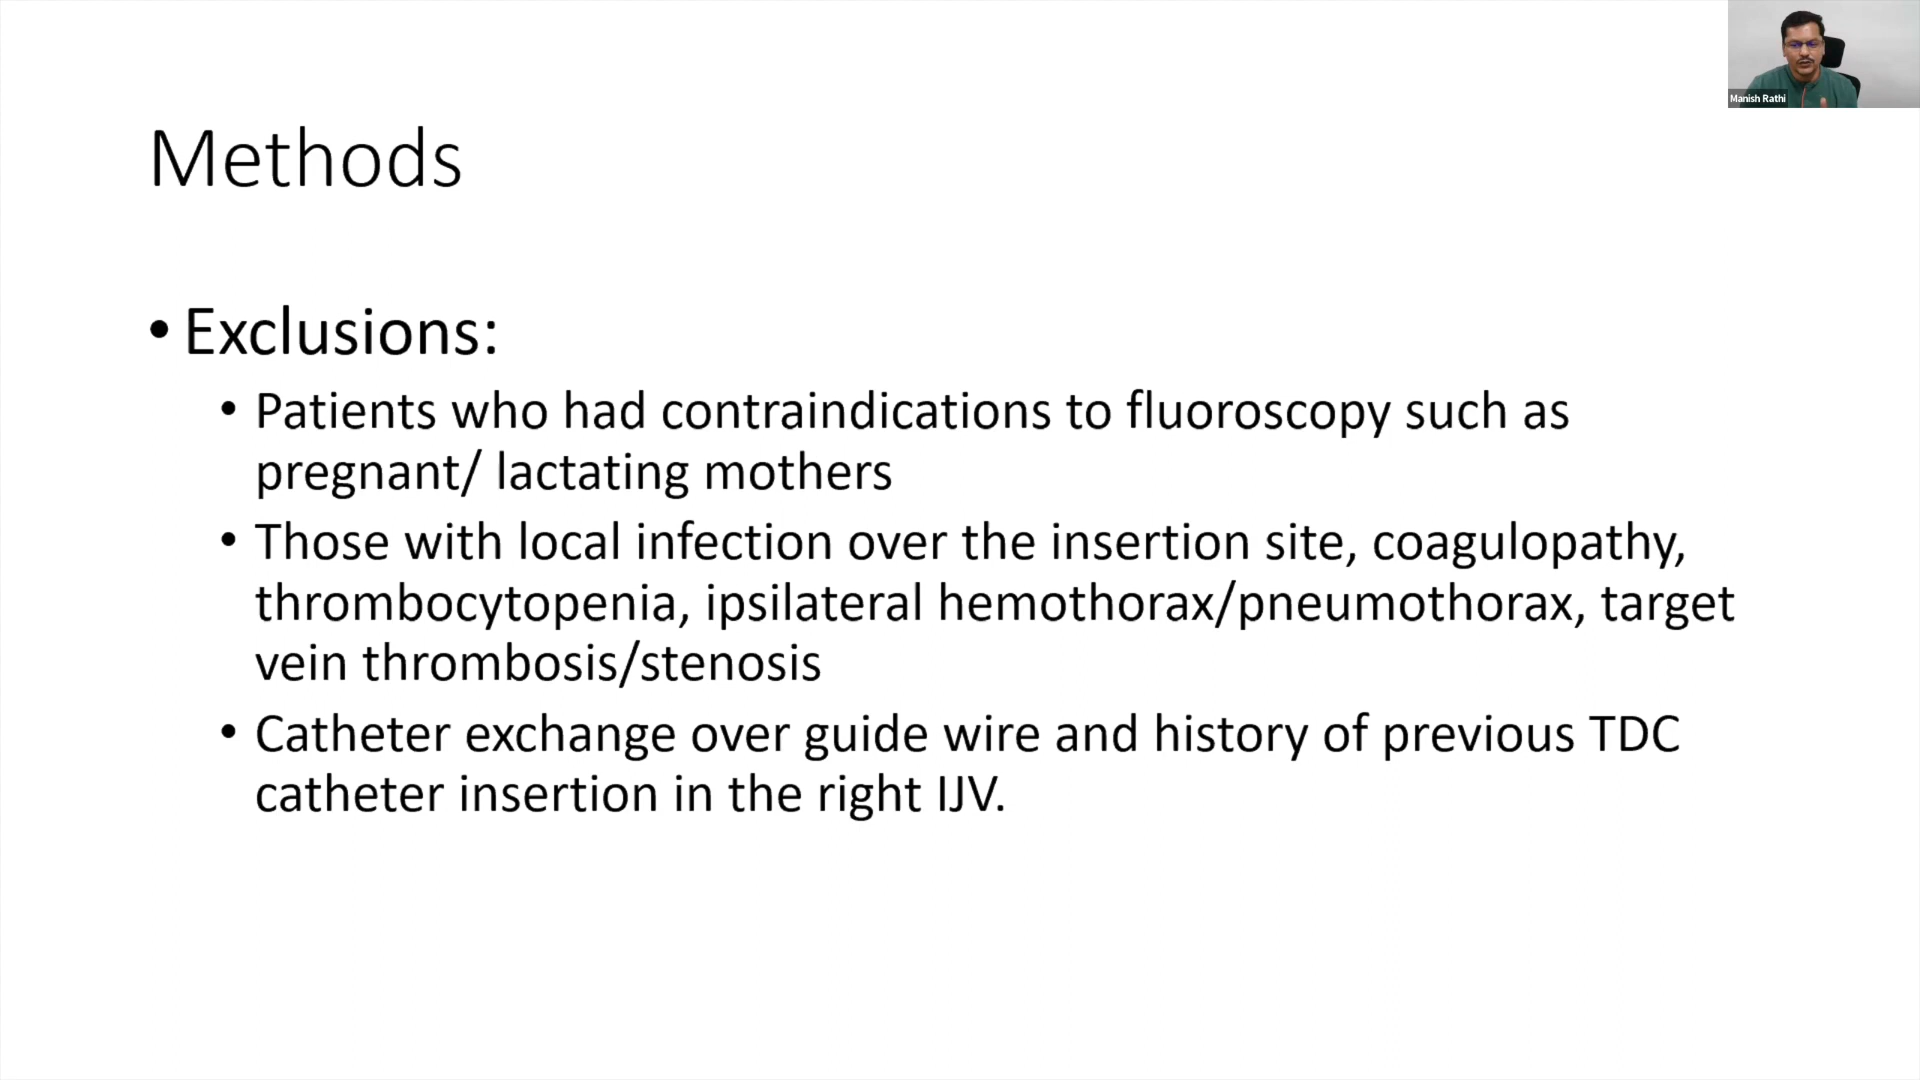 Manish Rathi
Methods
• Exclusions:
• Patients who had contraindications to fluoroscopy such as
pregnant/ lactating mothers
• Those with local infection over the insertion site, coagulopathy,
thrombocytopenia, ipsilateral hemothorax/pneumothorax, target
vein thrombosis/stenosis
• Catheter exchange over guide wire and history of previous TDC
catheter insertion in the right IJV.